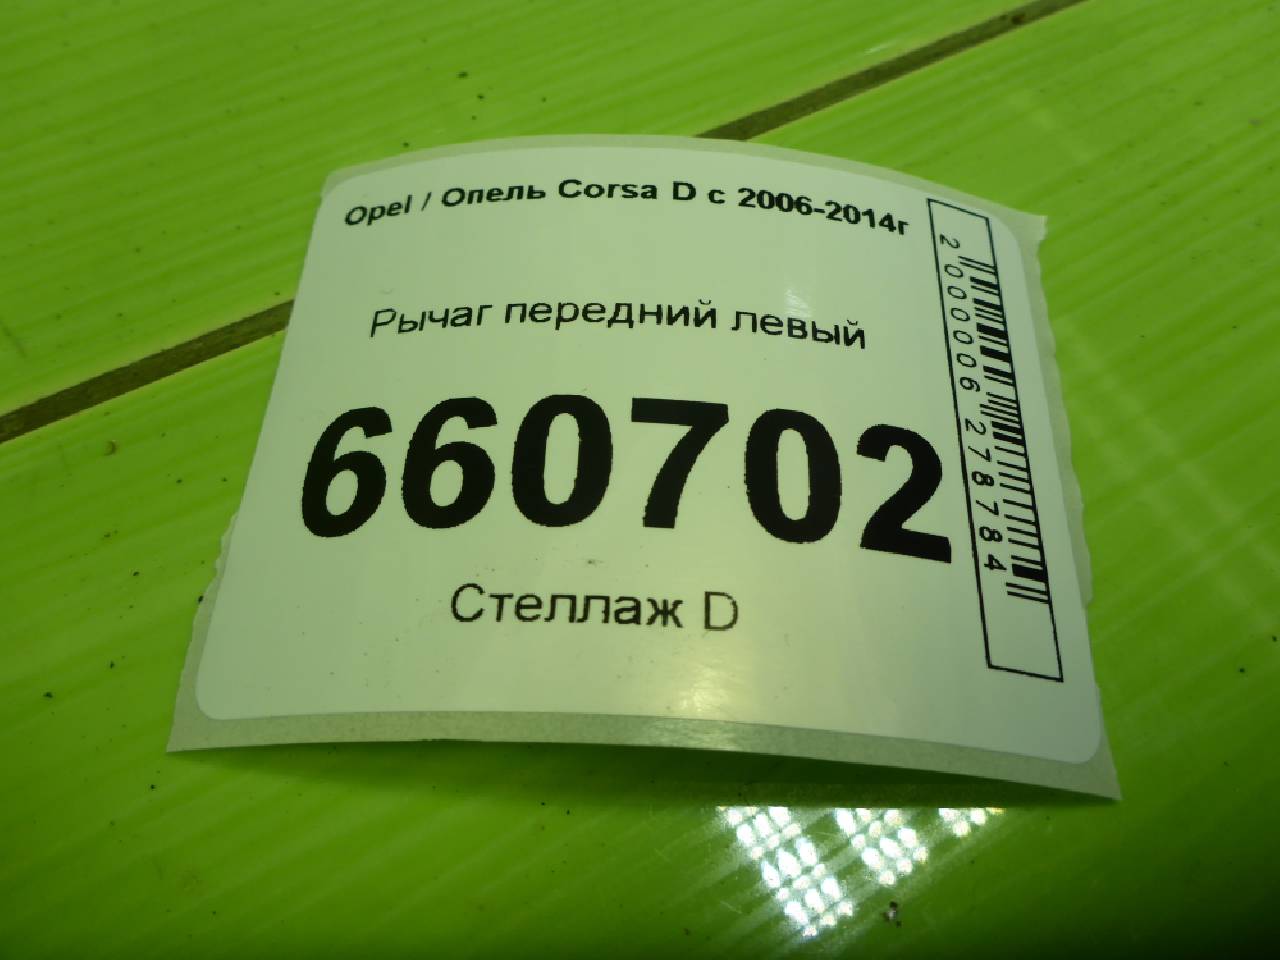 Opel / Опель Corsa D с 2006-2014г
Рычаг передний левый
660702
Стеллаж D
2000006278784